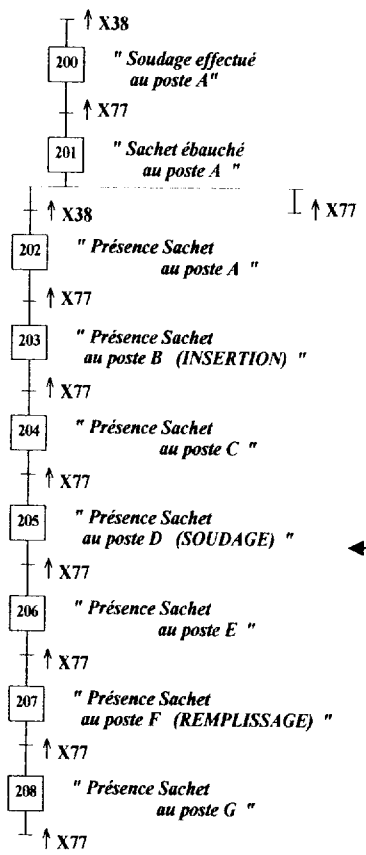 ↑ X38
200 " Soudage effectué
au poste A"
↑ X77
201 " Sachet ébauché
au poste A "
↑ X38
↑ X77
202 " Présence Sachet
au poste A "
↑ X77
203 " Présence Sachet
au poste B (INSERTION) "
↑ X77
204 " Présence Sachet
au poste C "
↑ X77
205 " Présence Sachet
au poste D (SOUDAGE) "
↑ X77
206 " Présence Sachet
au poste E "
↑ X77
207 " Présence Sachet
au poste F (REMPLISSAGE) "
↑ X77
208 " Présence Sachet
au poste G "
↑ X77